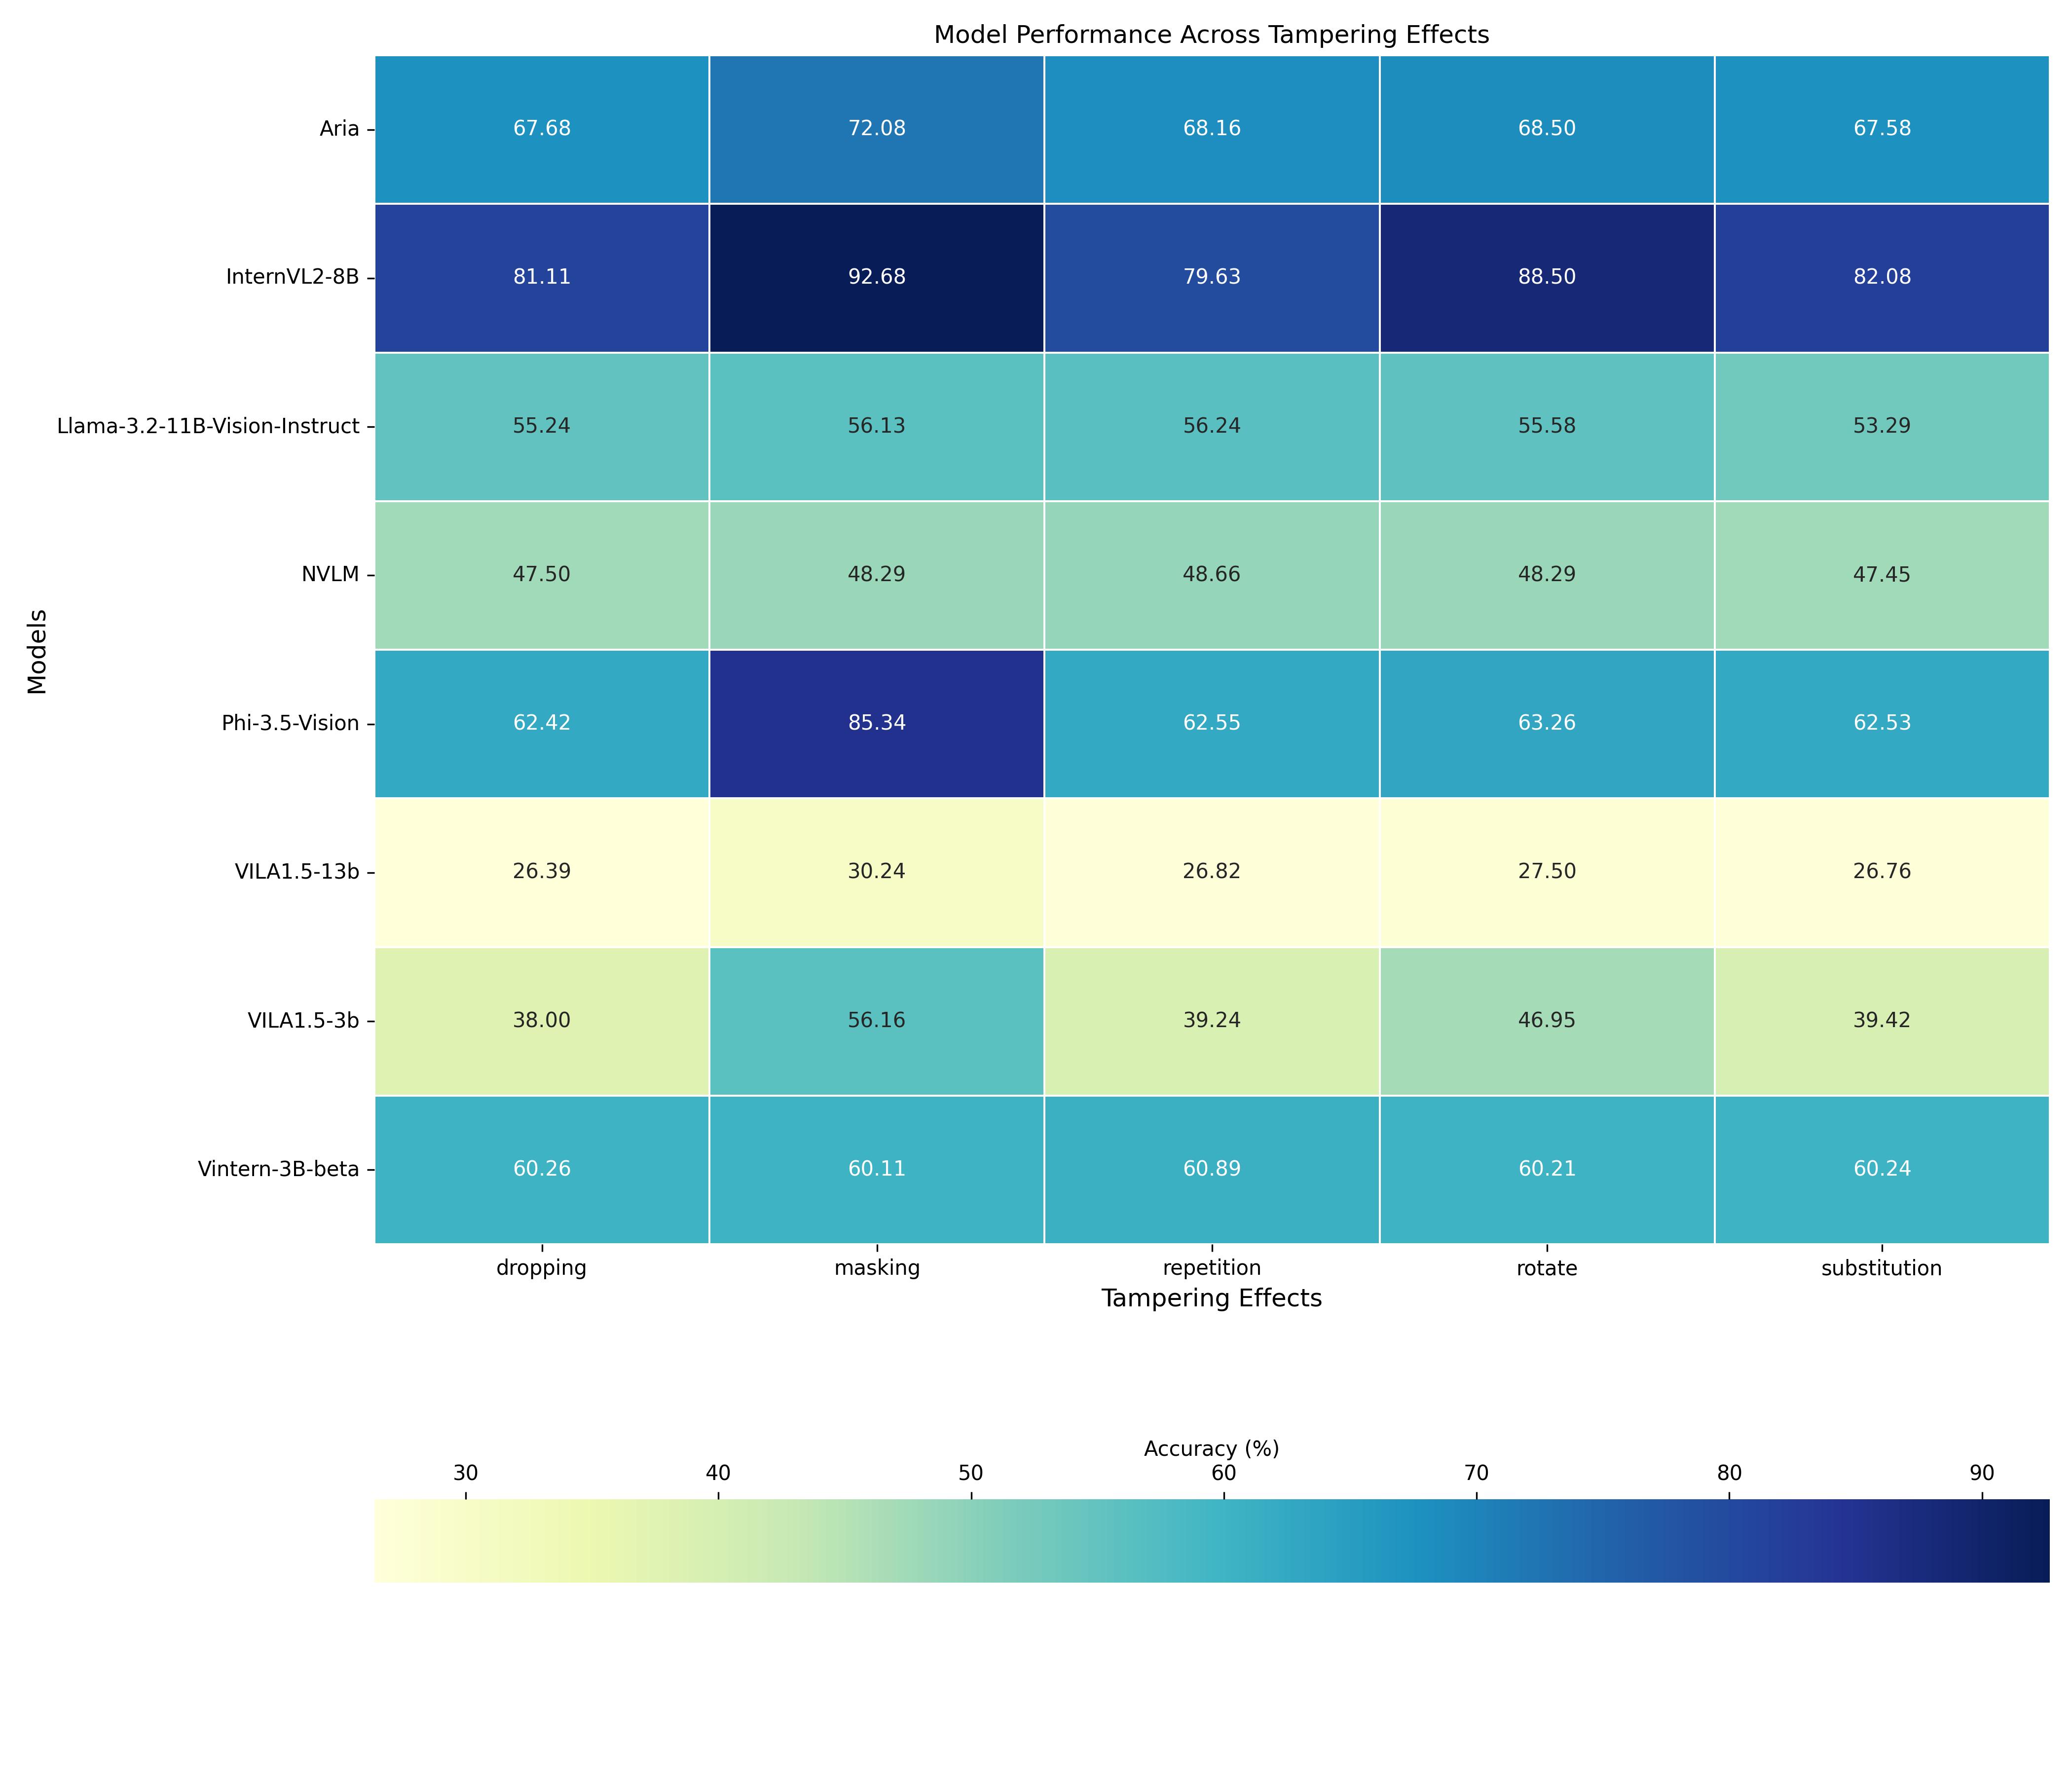 Model Performance Across Tampering Effects
Aria 67.68 72.08 68.16 68.50 67.58
InternVL2-8B 81.11 92.68 79.63 88.50 82.08
Llama-3.2-11B-Vision-Instruct 55.24 56.13 56.24 55.58 53.29
NVLM 47.50 48.29 48.66 48.29 47.45
Models
Phi-3.5-Vision 62.42 85.34 62.55 63.26 62.53
VILA1.5-13b 26.39 30.24 26.82 27.50 26.76
VILA1.5-3b 38.00 56.16 39.24 46.95 39.42
Vintern-3B-beta 60.26 60.11 60.89 60.21 60.24
dropping masking repetition rotate substitution
Tampering Effects
Accuracy (%)
30 40 50 60 70 80 90